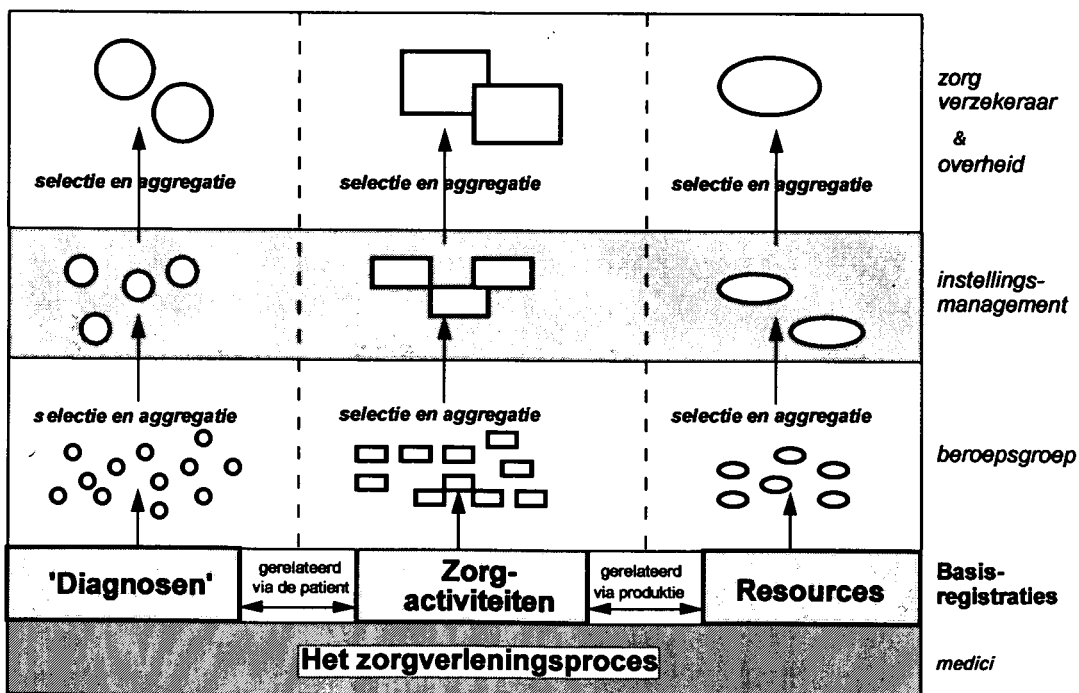 zorg
verzekeraar
&
overheid
selectie en aggregatie
selectie en aggregatie
selectie en aggregatie
instellings-
management
selectie en aggregatie
selectie en aggregatie
selectie en aggregatie
beroepsgroep
'Diagnosen'
gerelateerd
via de patient
Zorg-
activiteiten
gerelateerd
via produktie
Resources
Basis-
registraties
Het zorgverleningsproces
medici